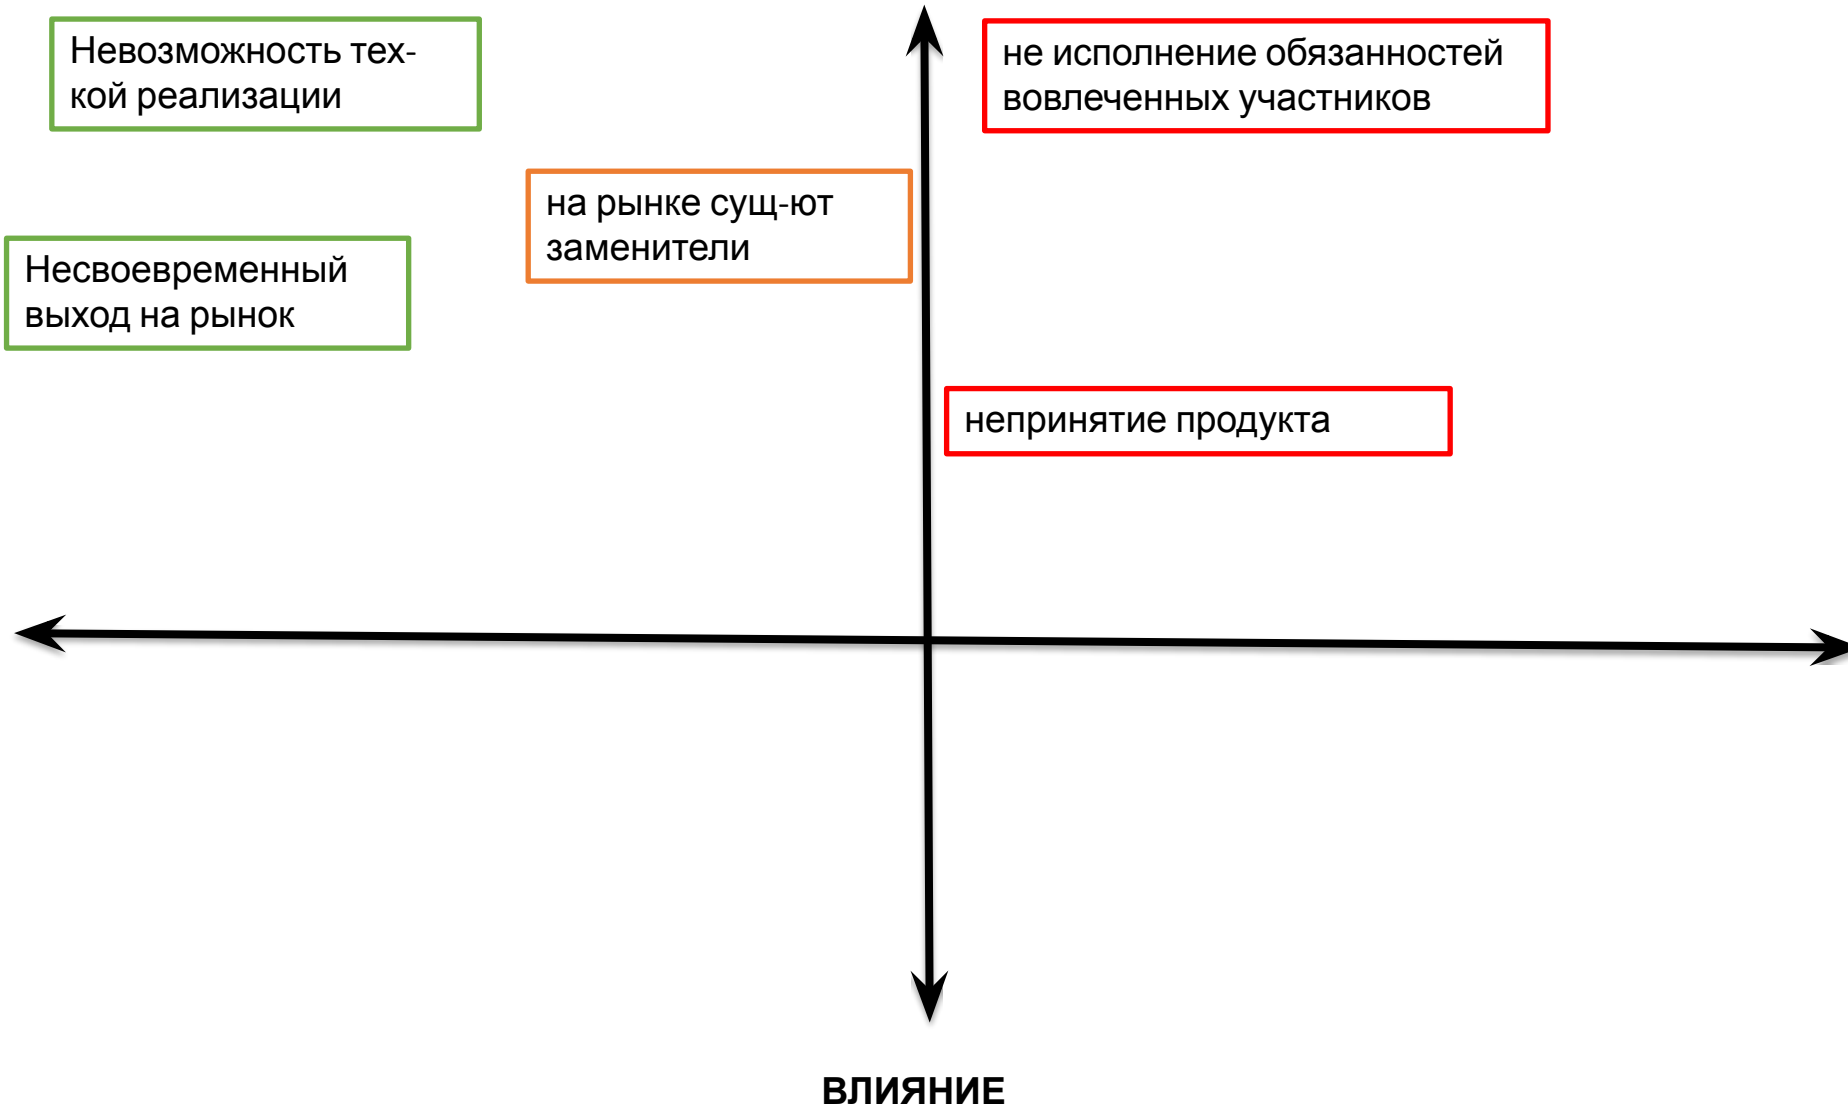 Невозможность тех-
кой реализации
не исполнение обязанностей
вовлеченных участников
на рынке сущ-ют
заменители
Несвоевременный
выход на рынок
непринятие продукта
ВЛИЯНИЕ